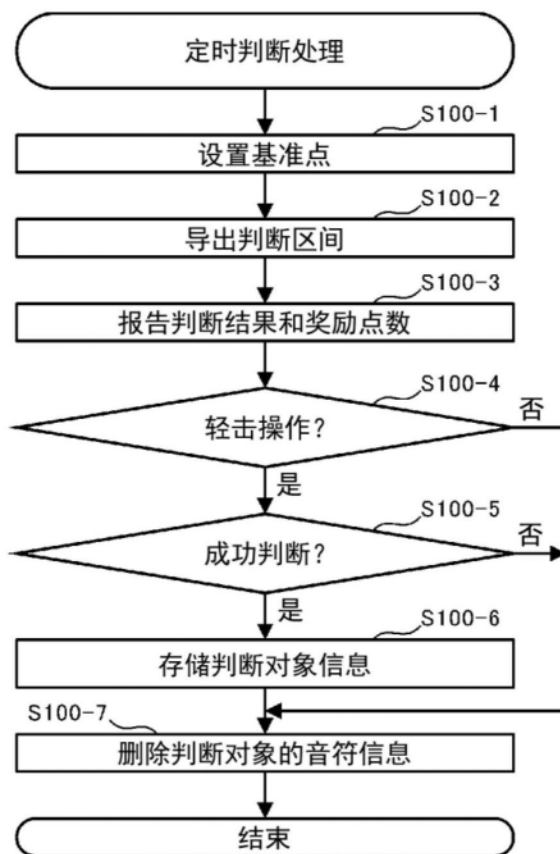 定时判断处理
S100-1
设置基准点
S100-2
导出判断区间
S100-3
报告判断结果和奖励点数
S100-4
轻击操作?
否
是
S100-5
成功判断?
否
是
S100-6
存储判断对象信息
S100-7
删除判断对象的音符信息
结束